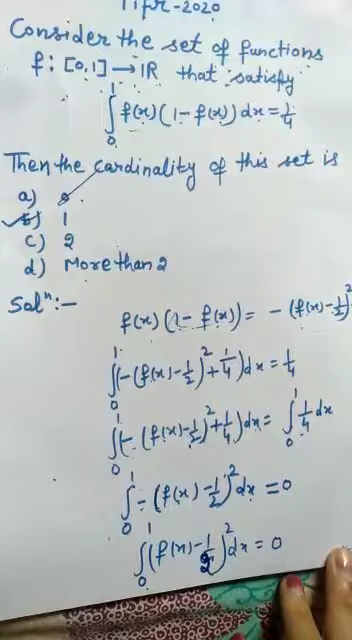 TIFR-2020
Consider the set of functions
f: [0,1] → IR that satisfy
∫₀¹ f(x)(1-f(x)) dx = 1/4
Then the cardinality of this set is
a) 0
b) 1
c) 2
d) More than 2
Solⁿ:-
f(x)(1-f(x)) = -(f(x)-1/2)²
∫₀¹(-(f(x)-1/2)²+1/4)dx = 1/4
∫₀¹(-(f(x)-1/2)²+1/4)dx = ∫₀¹ 1/4 dx
∫₀¹ -(f(x)-1/2)² dx = 0
∫₀¹ (f(x)-1/2)² dx = 0